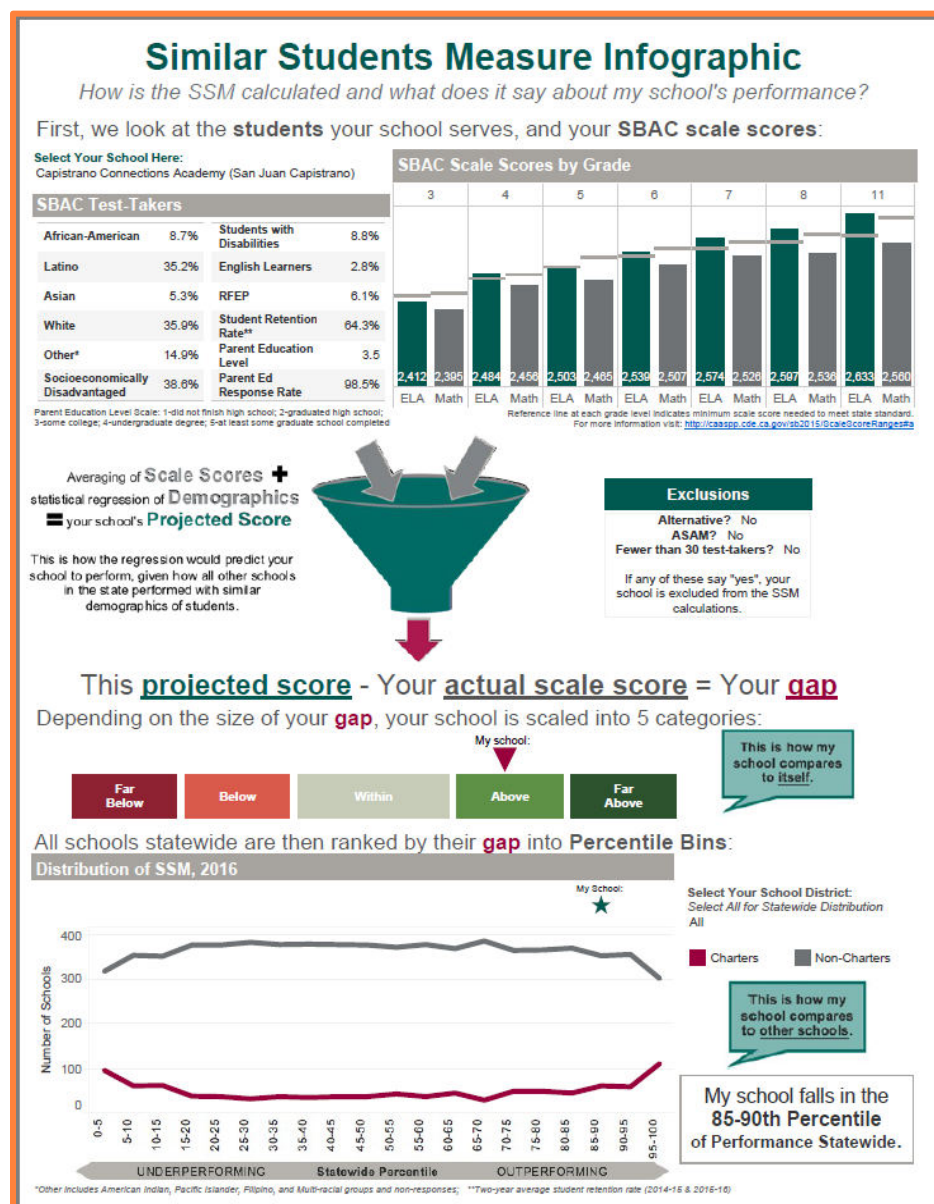 Similar Students Measure Infographic
How is the SSM calculated and what does it say about my school's performance?
First, we look at the students your school serves, and your SBAC scale scores:
Select Your School Here:
Capistrano Connections Academy (San Juan Capistrano)
SBAC Test-Takers
African-American 8.7% Students with Disabilities 8.8%
Latino 35.2% English Learners 2.8%
Asian 5.3% RFEP 6.1%
White 35.9% Student Retention Rate** 64.3%
Other* 14.9% Parent Education Level 3.5
Socioeconomically Disadvantaged 38.6% Parent Ed Response Rate 98.5%
Parent Education Level Scale: 1-did not finish high school; 2-graduated high school;
3-some college; 4-undergraduate degree; 5-at least some graduate school completed
SBAC Scale Scores by Grade
3 4 5 6 7 8 11
2,412 2,395 2,484 2,456 2,503 2,465 2,539 2,507 2,574 2,526 2,597 2,536 2,633 2,560
ELA Math ELA Math ELA Math ELA Math ELA Math ELA Math ELA Math
Reference line at each grade level indicates minimum scale score needed to meet state standard.
For more information visit: http://caaspp.cde.ca.gov/sb2015/ScaleScoreRanges#a
Averaging of Scale Scores +
statistical regression of Demographics
= your school's Projected Score
This is how the regression would predict your
school to perform, given how all other schools
in the state performed with similar
demographics of students.
Exclusions
Alternative? No
ASAM? No
Fewer than 30 test-takers? No
If any of these say "yes", your
school is excluded from the SSM
calculations.
This projected score - Your actual scale score = Your gap
Depending on the size of your gap, your school is scaled into 5 categories:
My school:
Far Below
Below
Within
Above
Far Above
This is how my
school compares
to itself.
All schools statewide are then ranked by their gap into Percentile Bins:
Distribution of SSM, 2016
My School:
Number of Schools
400
300
200
100
0
0-5 5-10 10-15 15-20 20-25 25-30 30-35 35-40 40-45 45-50 50-55 55-60 60-65 65-70 70-75 75-80 80-85 85-90 90-95 95-100
UNDERPERFORMING Statewide Percentile OUTPERFORMING
Select Your School District:
Select All for Statewide Distribution
All
Charters Non-Charters
This is how my
school compares
to other schools.
My school falls in the
85-90th Percentile
of Performance Statewide.
*Other includes American Indian, Pacific Islander, Filipino, and Multi-racial groups and non-responses; **Two-year average student retention rate (2014-15 & 2015-16)